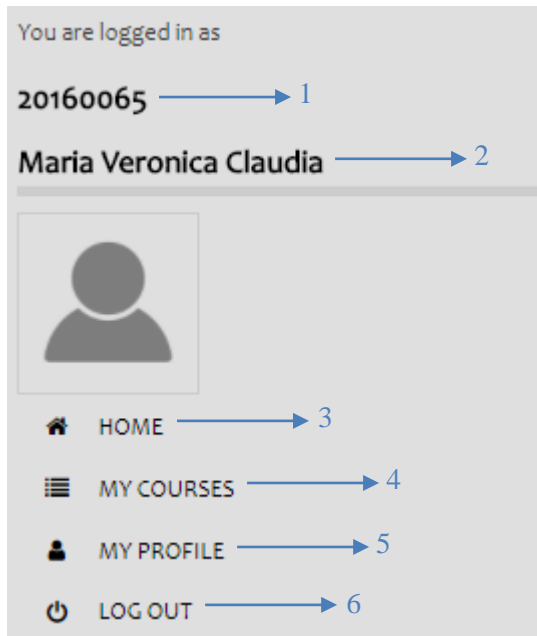 You are logged in as
20160065 1
Maria Veronica Claudia 2
HOME 3
MY COURSES 4
MY PROFILE 5
LOG OUT 6